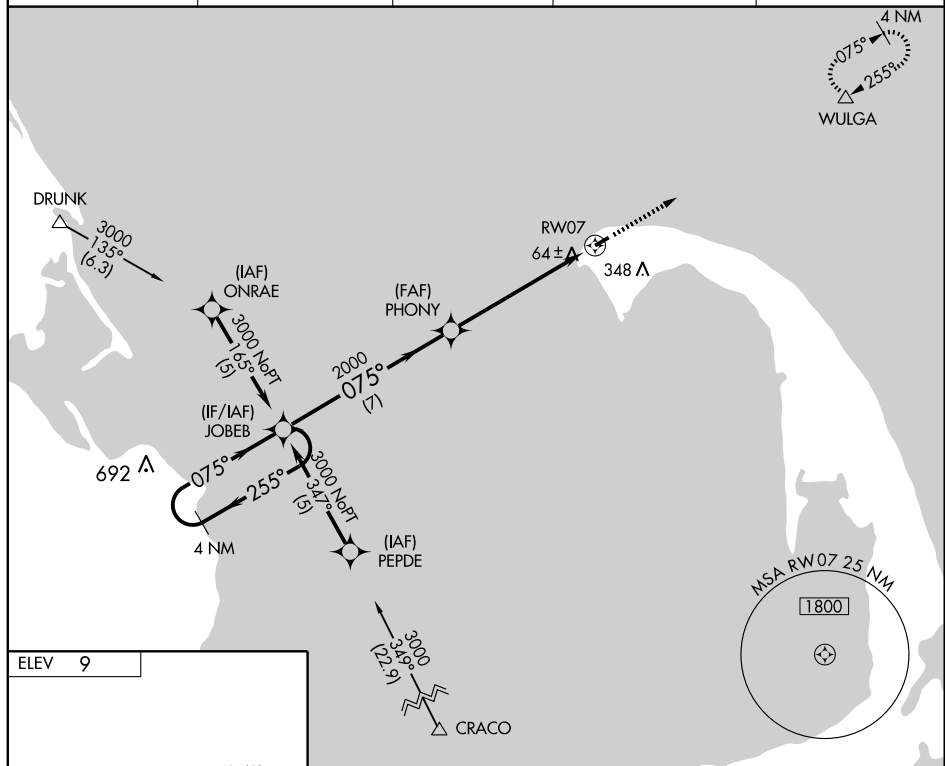 4 NM
075°
255°
WULGA
DRUNK
3000
135°
(6.3)
RW07
64 ±
348
(IAF)
ONRAE
(FAF)
PHONY
3000 NoPT
165°
(5)
2000
075°
(7)
(IF/IAF)
JOBEB
692
075°
255°
4 NM
3000 NoPT
347°
(5)
(IAF)
PEPDE
MSA RW07 25 NM
1800
3000
349°
(22.9)
CRACO
ELEV 9